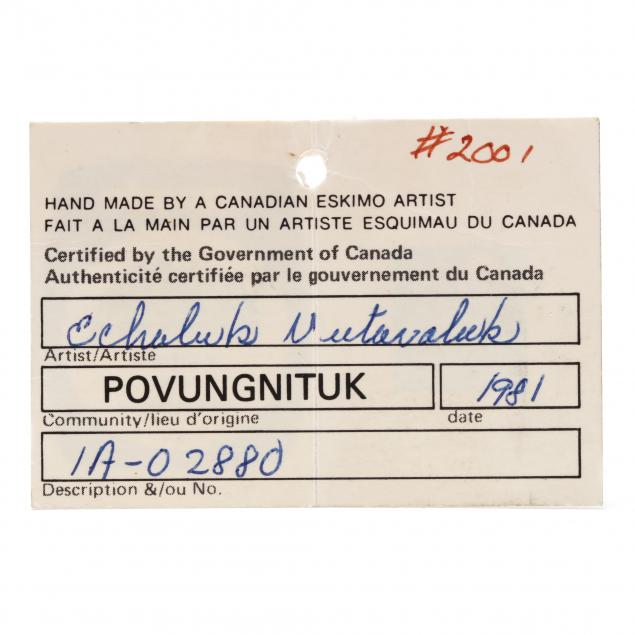 #2001
HAND MADE BY A CANADIAN ESKIMO ARTIST
FAIT A LA MAIN PAR UN ARTISTE ESQUIMAU DU CANADA
Certified by the Government of Canada
Authenticité certifiée par le gouvernement du Canada
Echaluk Nutaraluk
Artist/Artiste
POVUNGNITUK 1981
Community/lieu d'origine date
1A-02880
Description &/ou No.